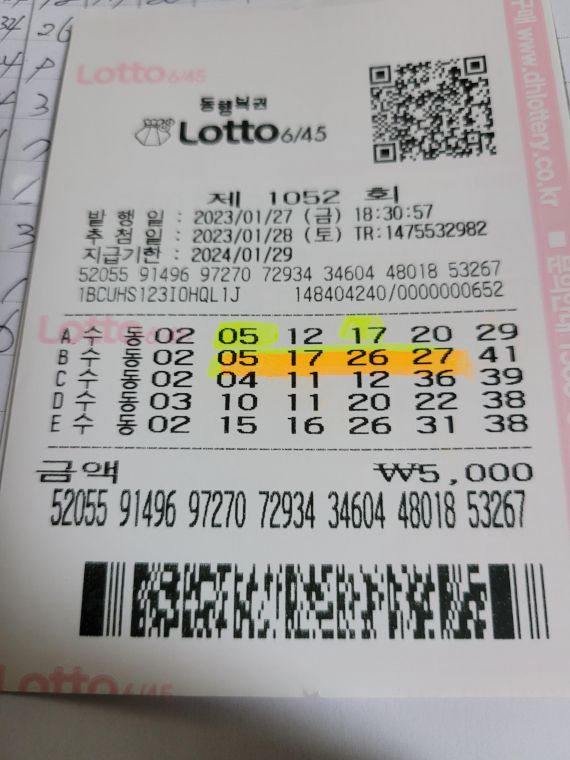 Lotto 6/45
동행복권
Lotto 6/45
제 1052 회
발 행 일 : 2023/01/27 (금) 18:30:57
추 첨 일 : 2023/01/28 (토) TR:1475532982
지급기한 : 2024/01/29
52055 91496 97270 72934 34604 48018 53267
148404240/0000000652
A 수 동 02 05 12 17 20 29
B 수 동 02 05 17 26 27 41
C 수 동 02 04 11 12 36 39
D 수 동 03 10 11 20 22 38
E 수 동 02 15 16 26 31 38
금액 ₩5,000
52055 91496 97270 72934 34604 48018 53267
Lotto 6/45
www.dhlottery.co.kr
26